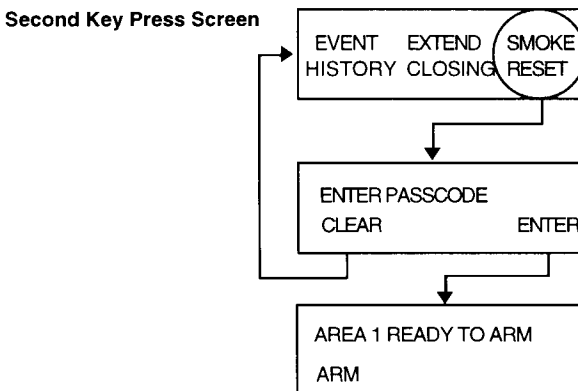 Second Key Press Screen
EVENT EXTEND SMOKE
HISTORY CLOSING RESET
ENTER PASSCODE
CLEAR ENTER
AREA 1 READY TO ARM
ARM